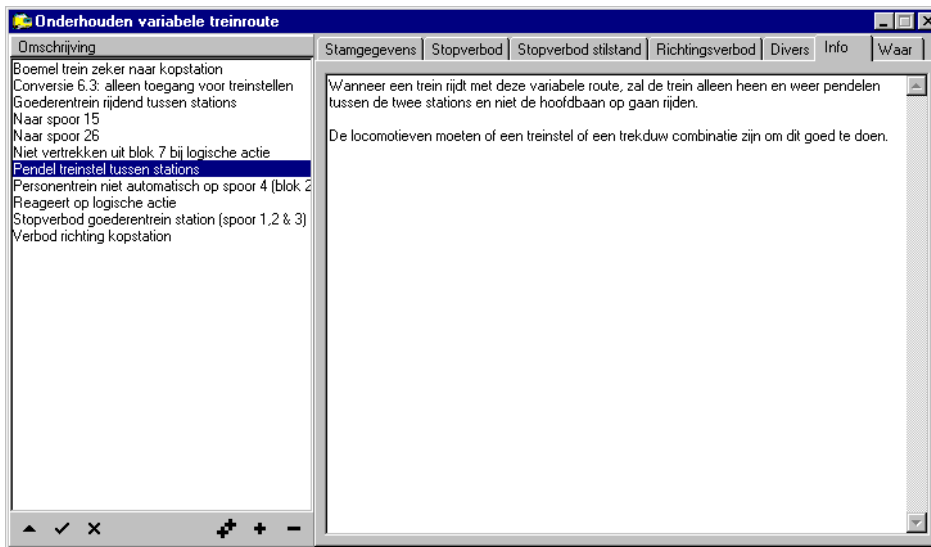 Onderhouden variabele treinroute
Omschrijving
Boemel trein zeker naar kopstation
Conversie 6.3: alleen toegang voor treinstellen
Goederentrein rijdend tussen stations
Naar spoor 15
Naar spoor 26
Niet vertrekken uit blok 7 bij logische actie
Pendel treinstel tussen stations
Personentrein niet automatisch op spoor 4 (blok 2
Reageert op logische actie
Stopverbod goederentrein station (spoor 1,2 & 3)
Verbod richting kopstation
Stamgegevens Stopverbod Stopverbod stilstand Richtingsverbod Divers Info Waar
Wanneer een trein rijdt met deze variabele route, zal de trein alleen heen en weer pendelen
tussen de twee stations en niet de hoofdbaan op gaan rijden.
De locomotieven moeten of een treinstel of een trekduw combinatie zijn om dit goed te doen.